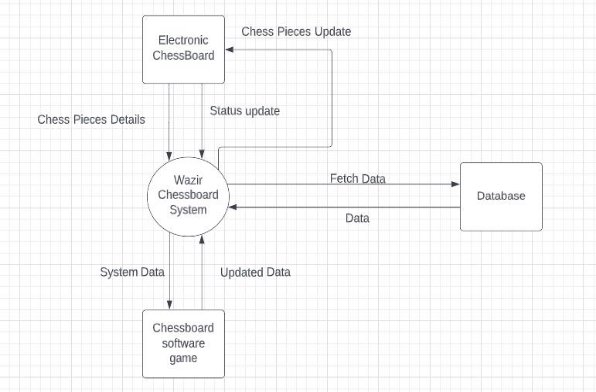 Chess Pieces Update
Electronic
ChessBoard
Status update
Chess Pieces Details
Wazir
Chessboard
System
Fetch Data
Database
Data
System Data
Updated Data
Chessboard
software
game